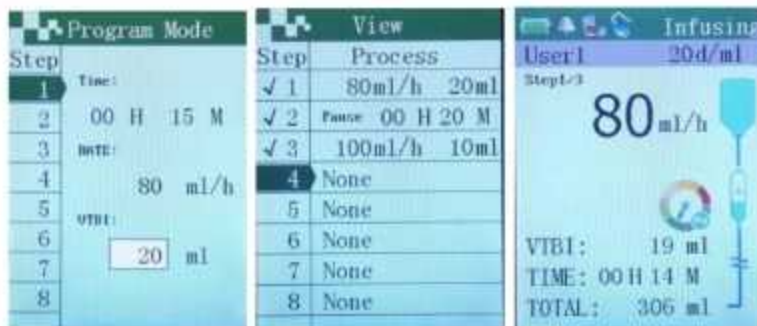 Program Mode
Step
1
Time:
2
00 H 15 M
3
RATE:
4
80 ml/h
5
VTBI:
6
20 ml
7
8
View
Step Process
√ 1 80ml/h 20ml
√ 2 Pause 00 H 20 M
√ 3 100ml/h 10ml
4 None
5 None
6 None
7 None
8 None
Infusing
User1 20d/ml
Step1/3
80 ml/h
VTBI: 19 ml
TIME: 00 H 14 M
TOTAL: 306 ml